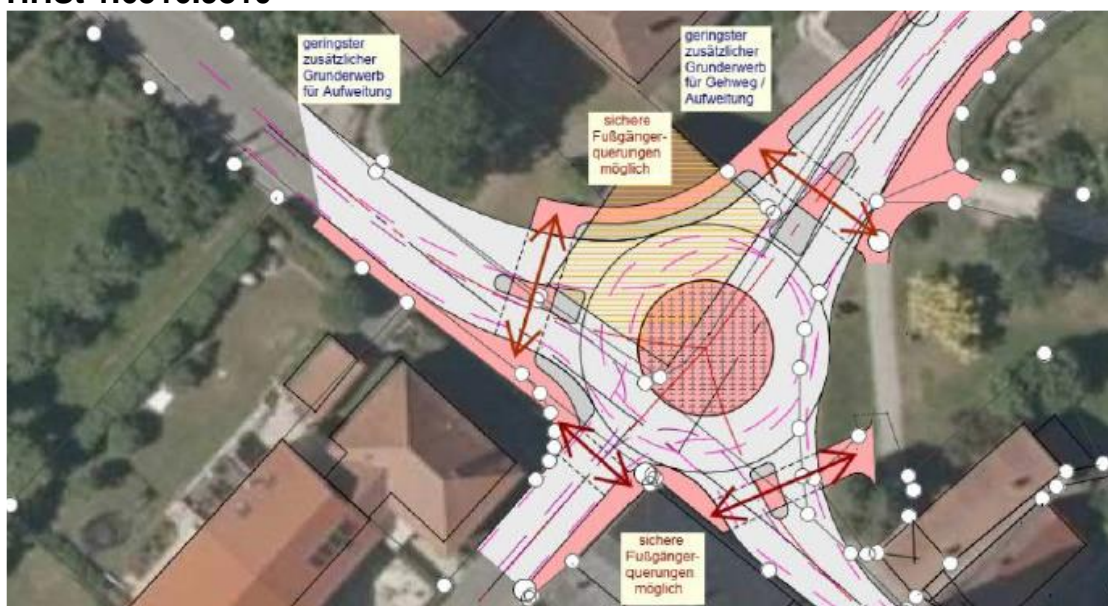 geringster
zusätzlicher
Grunderwerb
für Aufweitung
geringster
zusätzlicher
Grunderwerb
für Gehweg /
Aufweitung
sichere
Fußgänger-
querungen
möglich
sichere
Fußgänger-
querungen
möglich